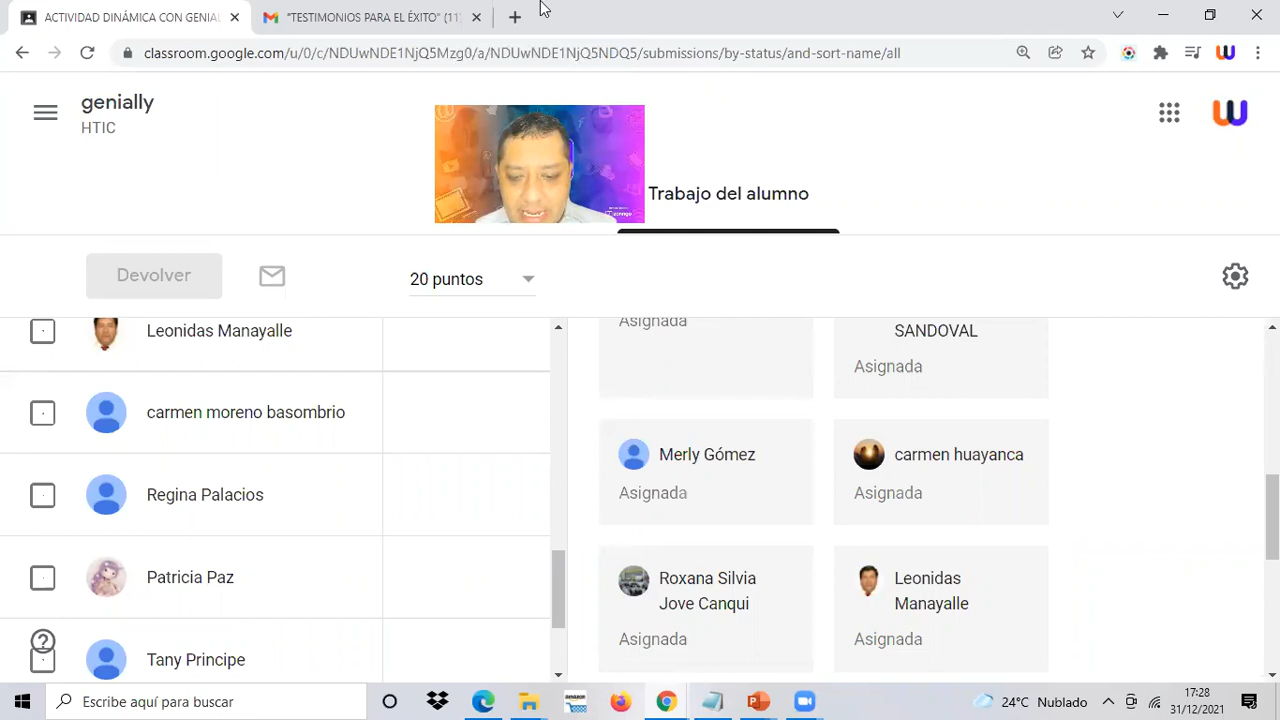 ACTIVIDAD DINÁMICA CON GENIAL
"TESTIMONIOS PARA EL ÉXITO" (11
classroom.google.com/u/0/c/NDUwNDE1NjQ5Mzg0/a/NDUwNDE1NjQ5NDQ5/submissions/by-status/and-sort-name/all
genially
HTIC
Trabajo del alumno
Devolver
20 puntos
Leonidas Manayalle
carmen moreno basombrio
Regina Palacios
Patricia Paz
Tany Principe
Asignada
SANDOVAL
Asignada
Merly Gómez
Asignada
carmen huayanca
Asignada
Roxana Silvia
Jove Canqui
Asignada
Leonidas
Manayalle
Asignada
Escribe aquí para buscar
24°C Nublado
17:28
31/12/2021